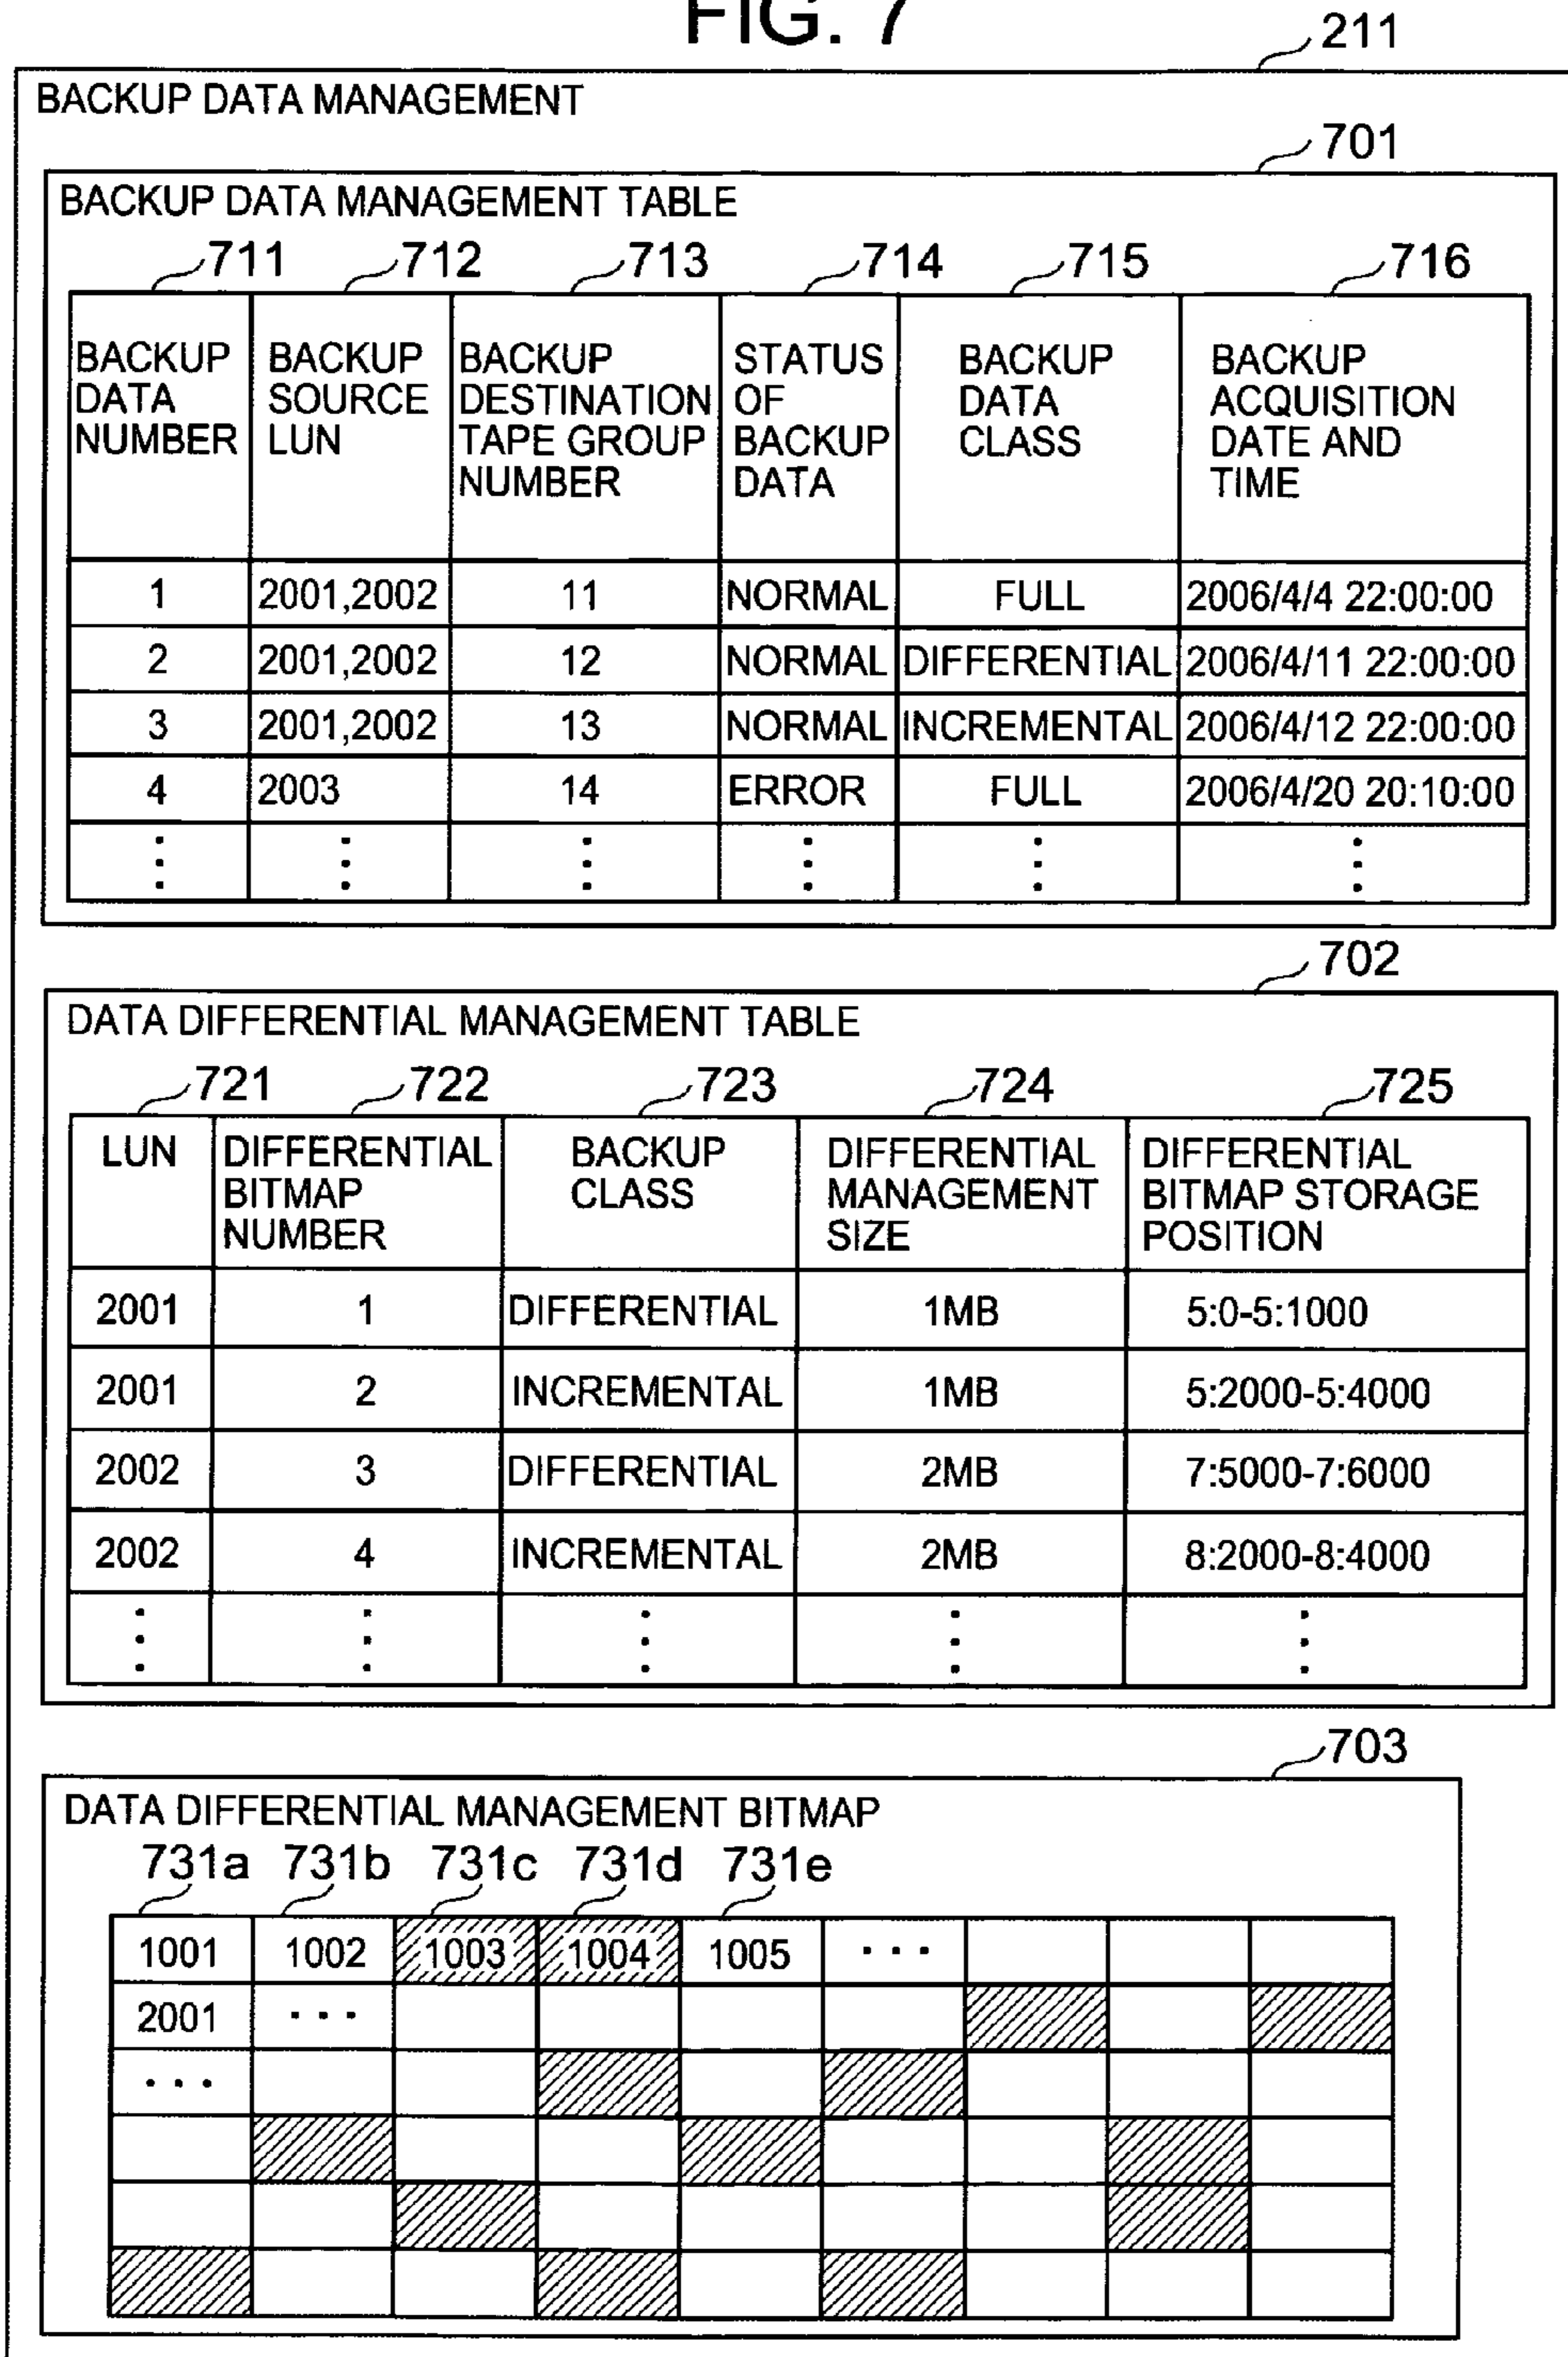 FIG. 7
211
BACKUP DATA MANAGEMENT
701
BACKUP DATA MANAGEMENT TABLE
711 712 713 714 715 716
BACKUP DATA NUMBER
BACKUP SOURCE LUN
BACKUP DESTINATION TAPE GROUP NUMBER
STATUS OF BACKUP DATA
BACKUP DATA CLASS
BACKUP ACQUISITION DATE AND TIME
1 2001,2002 11 NORMAL FULL 2006/4/4 22:00:00
2 2001,2002 12 NORMAL DIFFERENTIAL 2006/4/11 22:00:00
3 2001,2002 13 NORMAL INCREMENTAL 2006/4/12 22:00:00
4 2003 14 ERROR FULL 2006/4/20 20:10:00
702
DATA DIFFERENTIAL MANAGEMENT TABLE
721 722 723 724 725
LUN
DIFFERENTIAL BITMAP NUMBER
BACKUP CLASS
DIFFERENTIAL MANAGEMENT SIZE
DIFFERENTIAL BITMAP STORAGE POSITION
2001 1 DIFFERENTIAL 1MB 5:0-5:1000
2001 2 INCREMENTAL 1MB 5:2000-5:4000
2002 3 DIFFERENTIAL 2MB 7:5000-7:6000
2002 4 INCREMENTAL 2MB 8:2000-8:4000
703
DATA DIFFERENTIAL MANAGEMENT BITMAP
731a 731b 731c 731d 731e
1001 1002 1003 1004 1005 ...
2001 ...
...